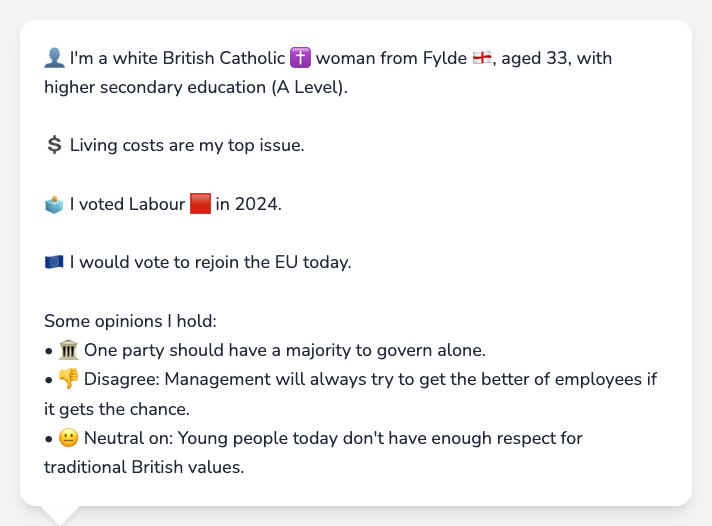 👤 I'm a white British Catholic ✝️ woman from Fylde 🏴󠁧󠁢󠁥󠁮󠁧󠁿, aged 33, with
higher secondary education (A Level).
💲 Living costs are my top issue.
🗳️ I voted Labour 🟥 in 2024.
🇪🇺 I would vote to rejoin the EU today.
Some opinions I hold:
• 🏛️ One party should have a majority to govern alone.
• 👎 Disagree: Management will always try to get the better of employees if
it gets the chance.
• 😐 Neutral on: Young people today don't have enough respect for
traditional British values.